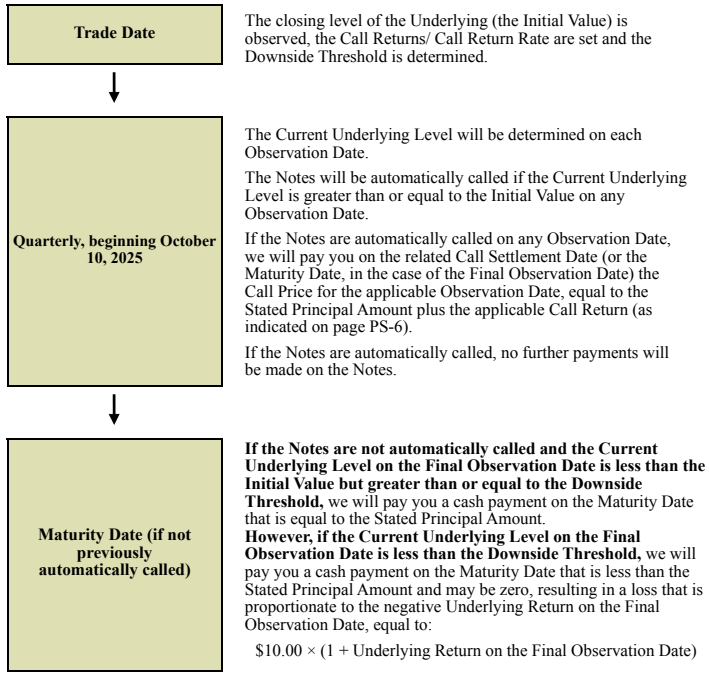 Trade Date
The closing level of the Underlying (the Initial Value) is
observed, the Call Returns/ Call Return Rate are set and the
Downside Threshold is determined.
Quarterly, beginning October
10, 2025
The Current Underlying Level will be determined on each
Observation Date.
The Notes will be automatically called if the Current Underlying
Level is greater than or equal to the Initial Value on any
Observation Date.
If the Notes are automatically called on any Observation Date,
we will pay you on the related Call Settlement Date (or the
Maturity Date, in the case of the Final Observation Date) the
Call Price for the applicable Observation Date, equal to the
Stated Principal Amount plus the applicable Call Return (as
indicated on page PS-6).
If the Notes are automatically called, no further payments will
be made on the Notes.
Maturity Date (if not
previously
automatically called)
If the Notes are not automatically called and the Current
Underlying Level on the Final Observation Date is less than the
Initial Value but greater than or equal to the Downside
Threshold, we will pay you a cash payment on the Maturity Date
that is equal to the Stated Principal Amount.
However, if the Current Underlying Level on the Final
Observation Date is less than the Downside Threshold, we will
pay you a cash payment on the Maturity Date that is less than the
Stated Principal Amount and may be zero, resulting in a loss that is
proportionate to the negative Underlying Return on the Final
Observation Date, equal to:
$10.00 × (1 + Underlying Return on the Final Observation Date)